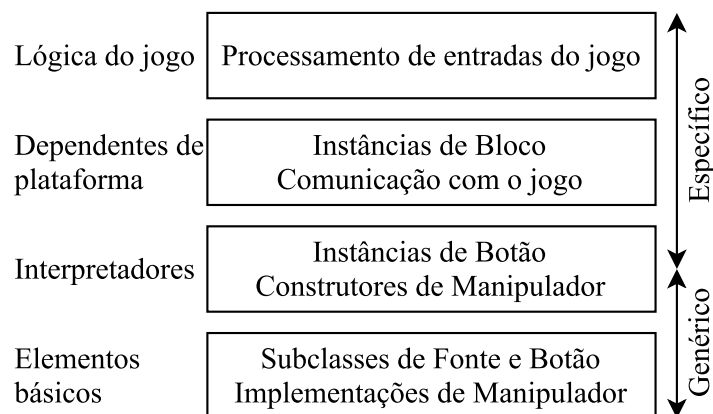 Lógica do jogo
Processamento de entradas do jogo
Dependentes de
plataforma
Instâncias de Bloco
Comunicação com o jogo
Interpretadores
Instâncias de Botão
Construtores de Manipulador
Elementos
básicos
Subclasses de Fonte e Botão
Implementações de Manipulador
Específico
Genérico